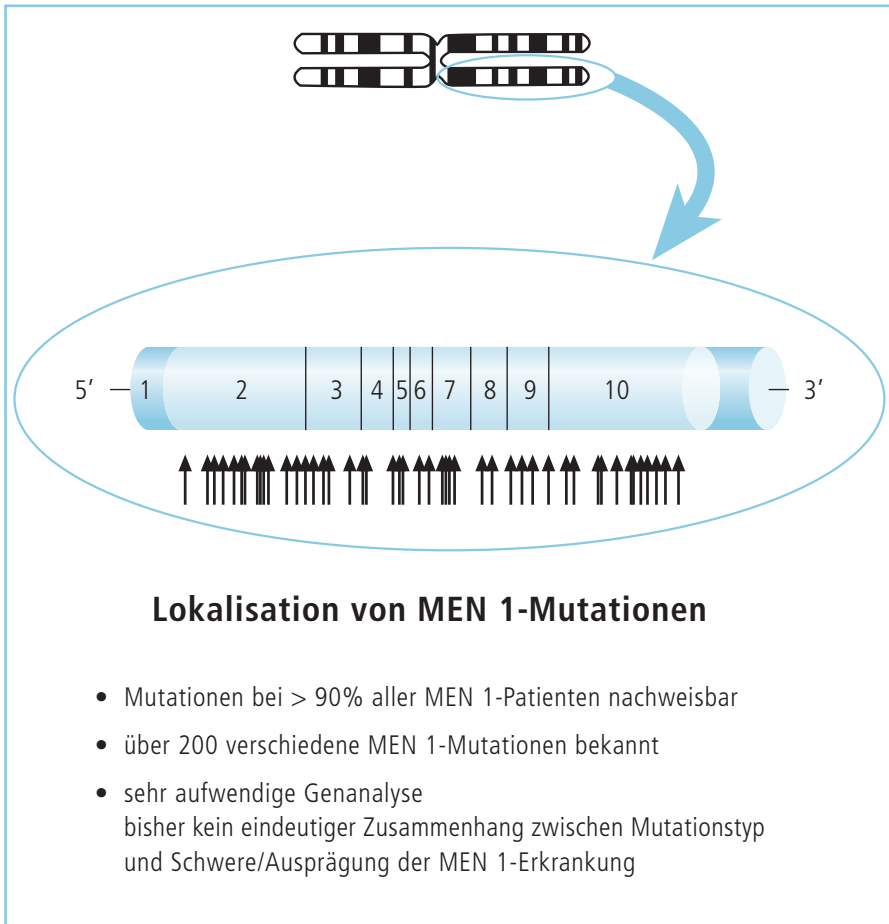 5’ 1 2 3 4 5 6 7 8 9 10 3’
Lokalisation von MEN 1-Mutationen
• Mutationen bei > 90% aller MEN 1-Patienten nachweisbar
• über 200 verschiedene MEN 1-Mutationen bekannt
• sehr aufwendige Genanalyse
bisher kein eindeutiger Zusammenhang zwischen Mutationstyp
und Schwere/Ausprägung der MEN 1-Erkrankung